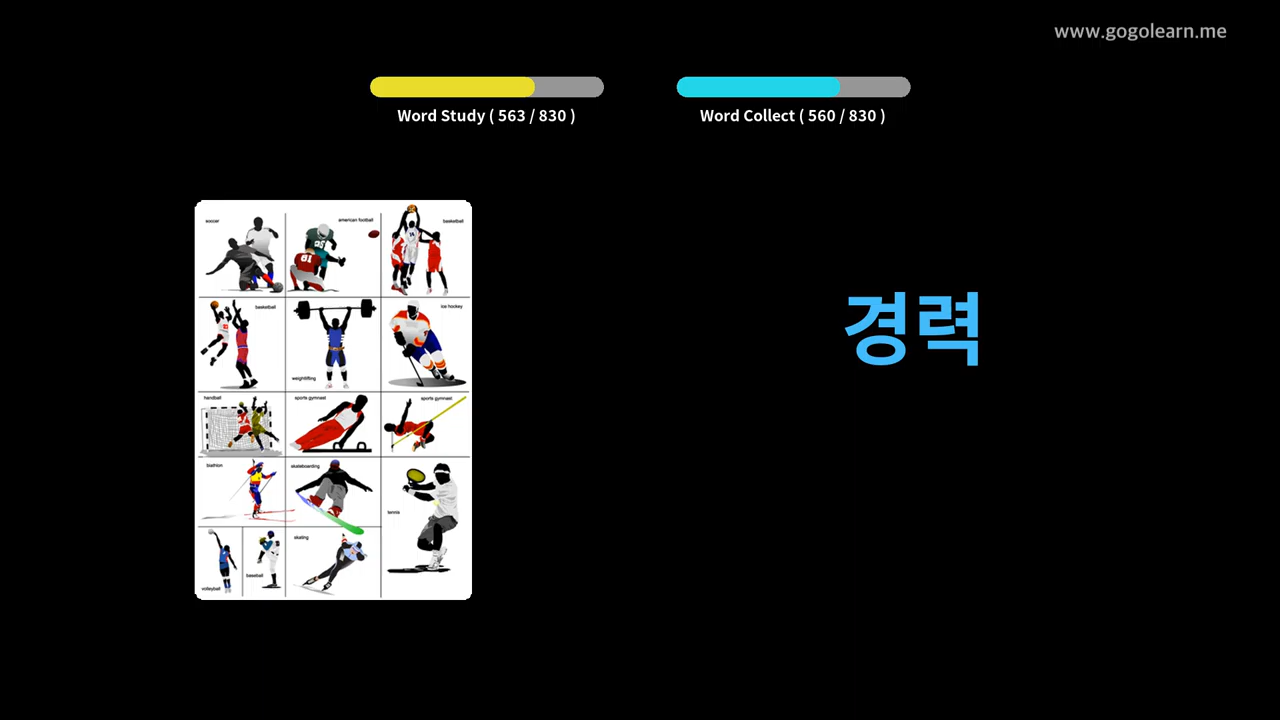 www.gogolearn.me
Word Study ( 563 / 830 )
Word Collect ( 560 / 830 )
soccer
american football
basketball
basketball
weightlifting
ice hockey
handball
sports gymnast
sports gymnast
biathlon
skateboarding
tennis
volleyball
baseball
skating
경력